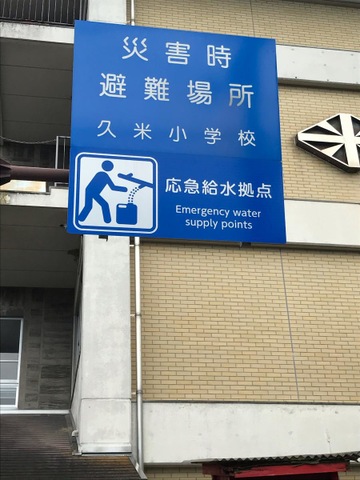 災害時
避難場所
久米小学校
応急給水拠点
Emergency water
supply points